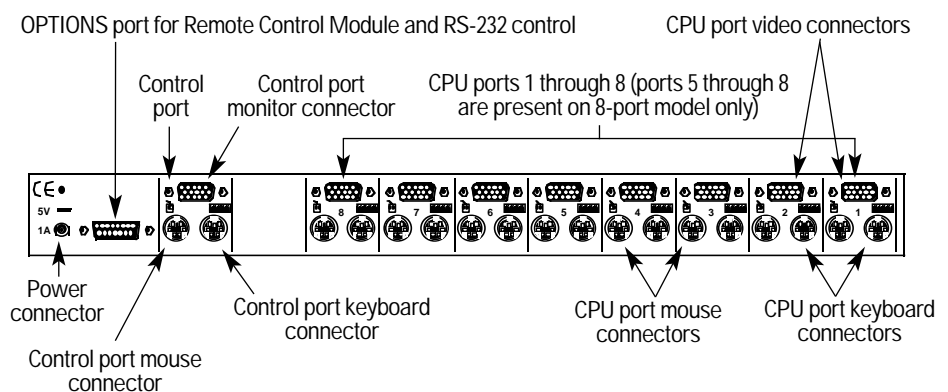 OPTIONS port for Remote Control Module and RS-232 control
CPU port video connectors
Control
port
Control port
monitor connector
CPU ports 1 through 8 (ports 5 through 8
are present on 8-port model only)
CE
5V
1A
8
7
6
5
4
3
2
1
Power
connector
Control port mouse
connector
Control port keyboard
connector
CPU port mouse
connectors
CPU port keyboard
connectors